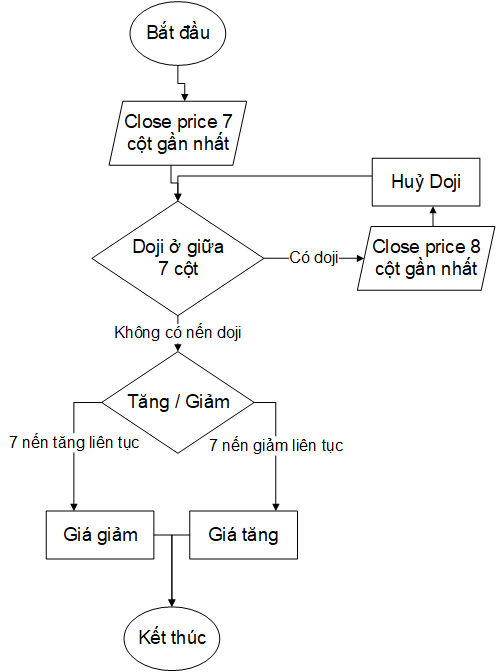 Bắt đầu
Close price 7
cột gần nhất
Huỷ Doji
Doji ở giữa
7 cột
Có doji
Close price 8
cột gần nhất
Không có nến doji
Tăng / Giảm
7 nến tăng liên tục
7 nến giảm liên tục
Giá giảm
Giá tăng
Kết thúc